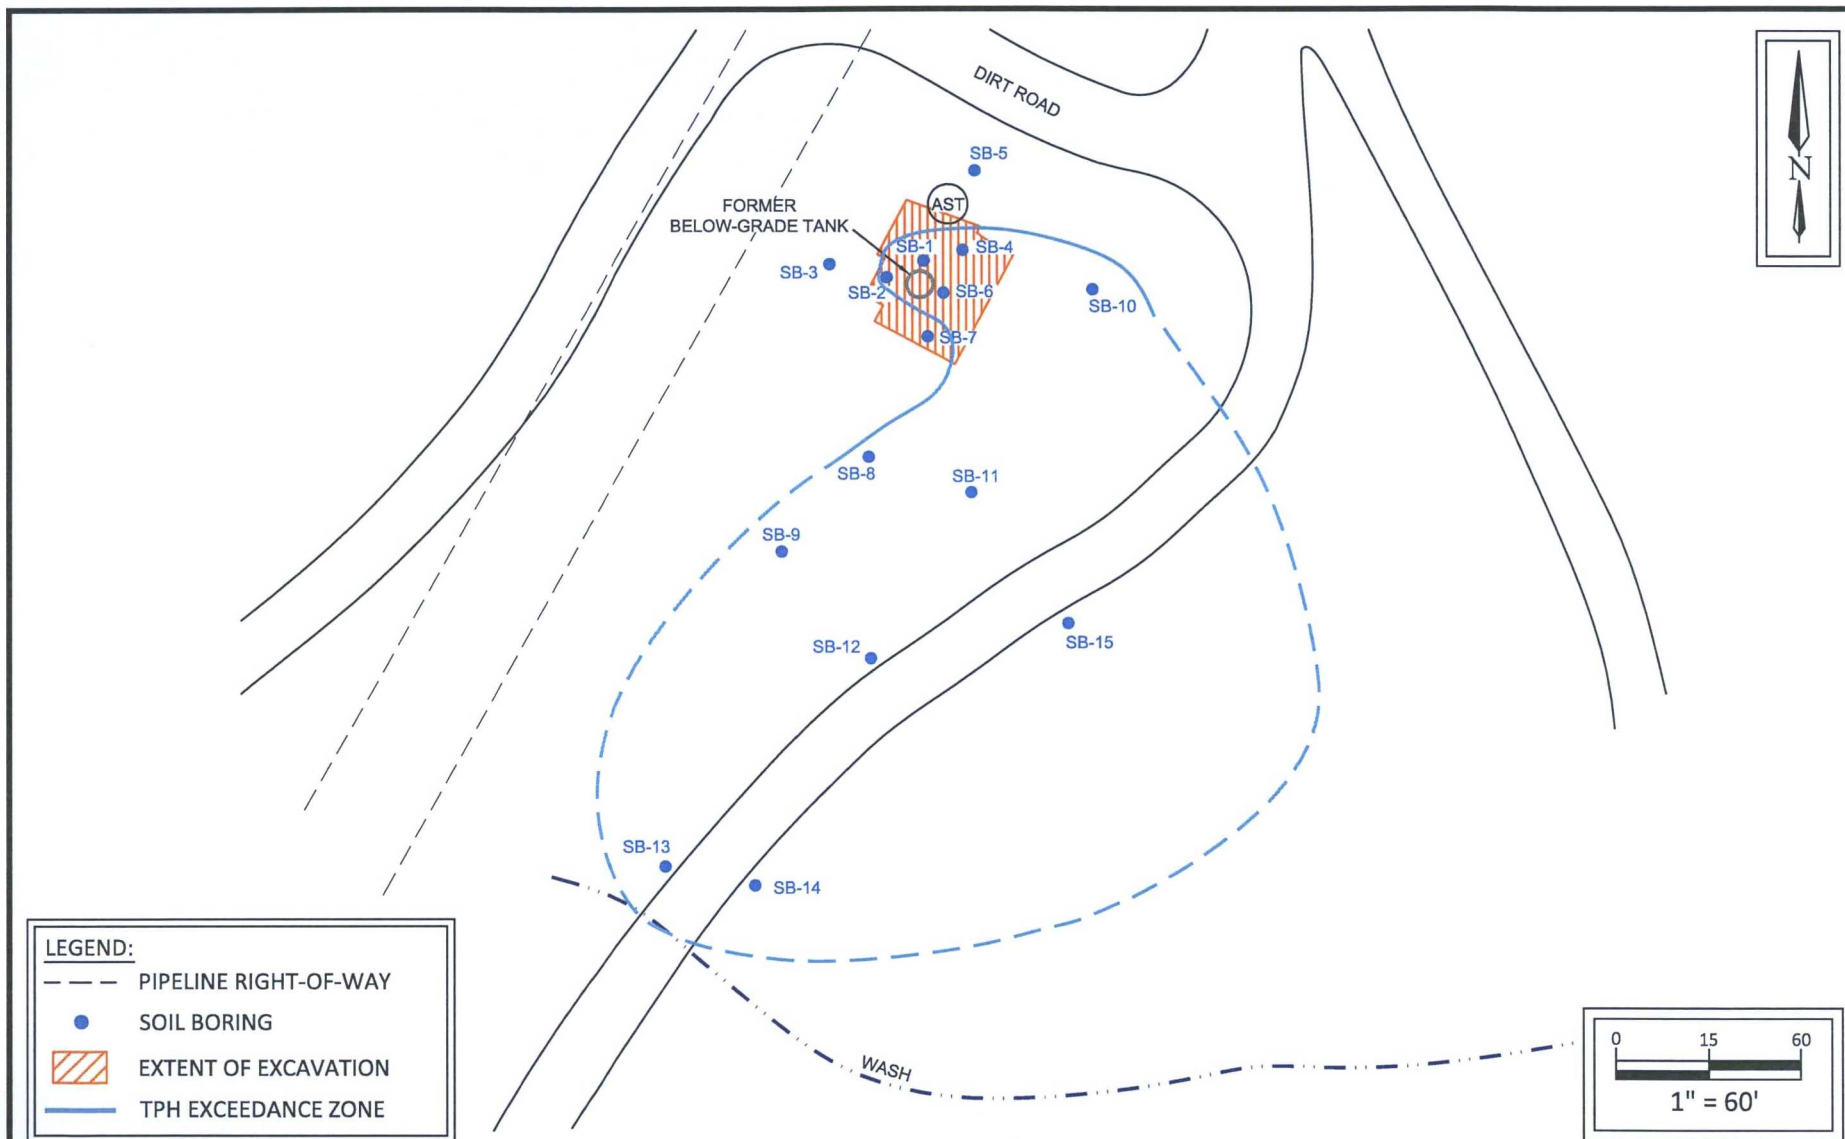 DIRT ROAD
N
SB-5
AST
FORMER
BELOW-GRADE TANK
SB-1
SB-4
SB-3
SB-2
SB-6
SB-10
SB-7
SB-8
SB-11
SB-9
SB-12
SB-15
SB-13
SB-14
WASH
LEGEND:
PIPELINE RIGHT-OF-WAY
SOIL BORING
EXTENT OF EXCAVATION
TPH EXCEEDANCE ZONE
0 15 60
1" = 60'